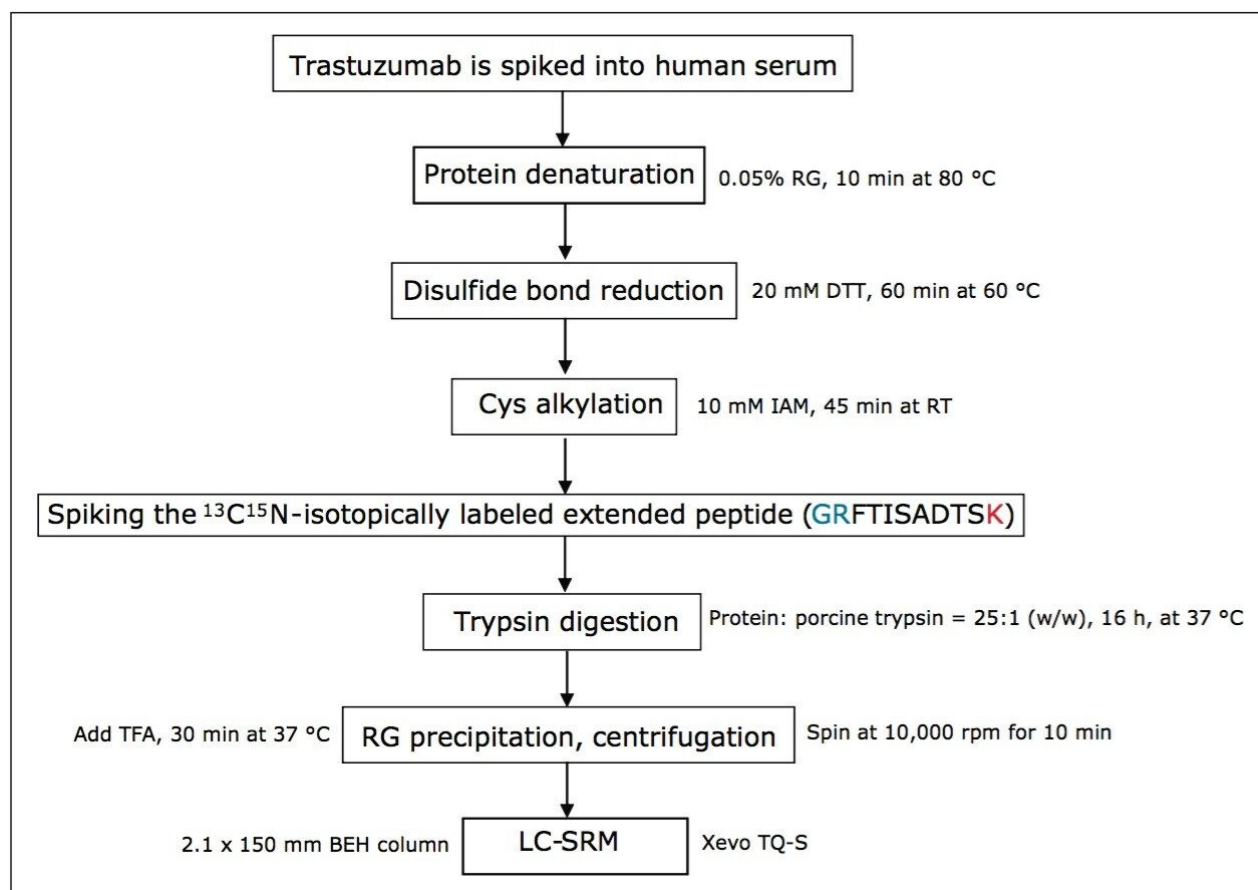 Trastuzumab is spiked into human serum
Protein denaturation
0.05% RG, 10 min at 80 °C
Disulfide bond reduction
20 mM DTT, 60 min at 60 °C
Cys alkylation
10 mM IAM, 45 min at RT
Spiking the ¹³C¹⁵N-isotopically labeled extended peptide (GRFTISADTSK)
Trypsin digestion
Protein: porcine trypsin = 25:1 (w/w), 16 h, at 37 °C
Add TFA, 30 min at 37 °C
RG precipitation, centrifugation
Spin at 10,000 rpm for 10 min
2.1 x 150 mm BEH column
LC-SRM
Xevo TQ-S